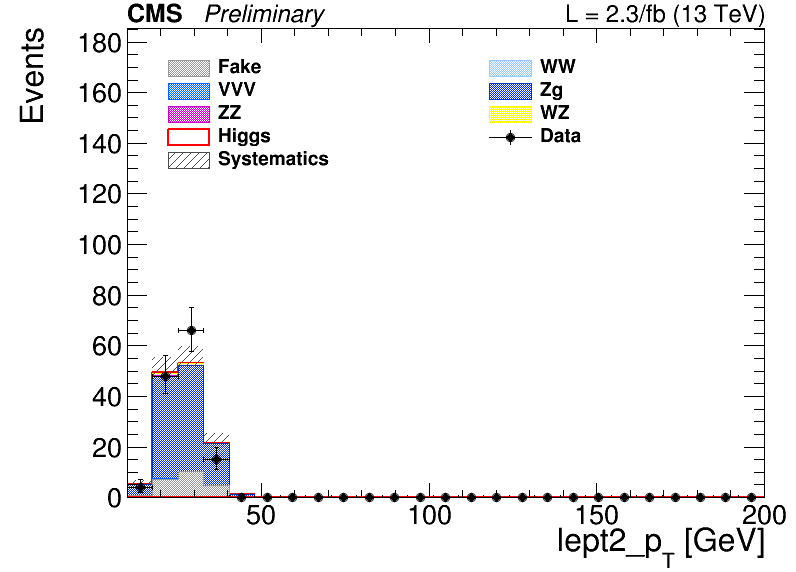 CMS Preliminary L = 2.3/fb (13 TeV)
Events
180
160
140
120
100
80
60
40
20
0
Fake
VVV
ZZ
Higgs
Systematics
WW
Zg
WZ
Data
50 100 150 200
lept2_p_T [GeV]